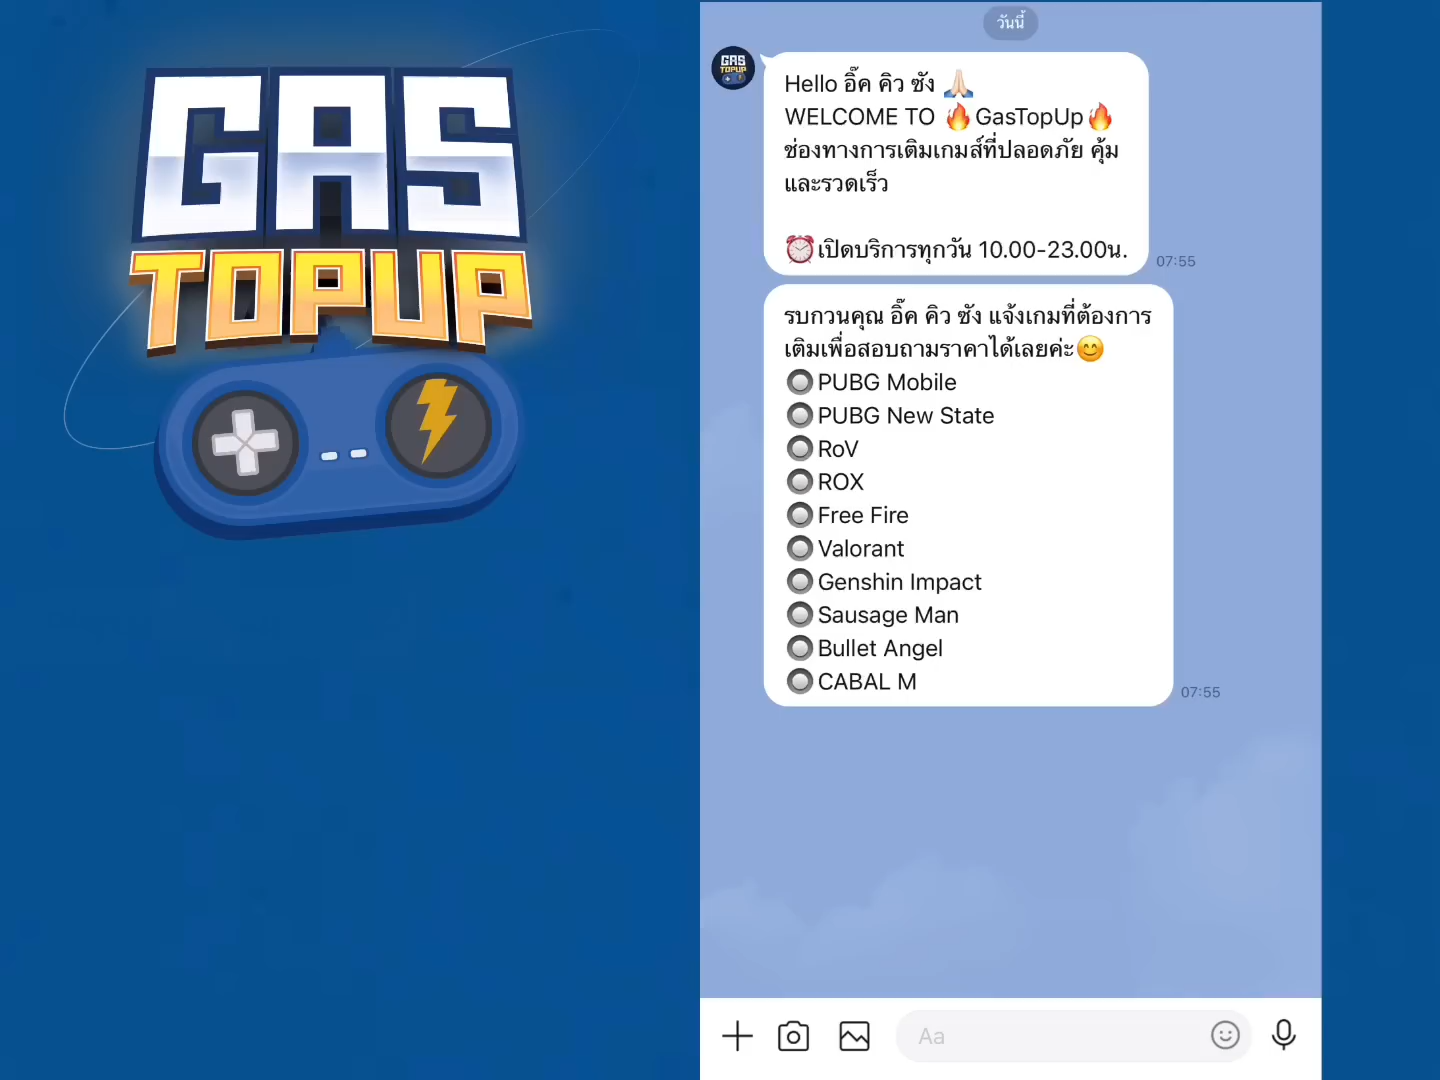 GAS
TOPUP
วันนี้
GAS
TOPUP
Hello อิ๊ค คิว ซัง 🙏🏻
WELCOME TO 🔥GasTopUp🔥
ช่องทางการเติมเกมส์ที่ปลอดภัย คุ้ม
และรวดเร็ว
⏰เปิดบริการทุกวัน 10.00-23.00น.
07:55
รบกวนคุณ อิ๊ค คิว ซัง แจ้งเกมที่ต้องการ
เติมเพื่อสอบถามราคาได้เลยค่ะ😊
🔘PUBG Mobile
🔘PUBG New State
🔘RoV
🔘ROX
🔘Free Fire
🔘Valorant
🔘Genshin Impact
🔘Sausage Man
🔘Bullet Angel
🔘CABAL M
07:55
Aa